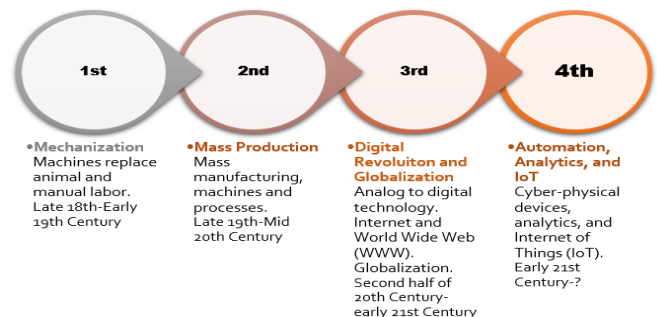 1st
2nd
3rd
4th
•Mechanization
Machines replace
animal and
manual labor.
Late 18th-Early
19th Century
•Mass Production
Mass
manufacturing,
machines and
processes.
Late 19th-Mid
20th Century
•Digital
Revoluiton and
Globalization
Analog to digital
technology.
Internet and
World Wide Web
(WWW).
Globalization.
Second half of
20th Century-
early 21st Century
•Automation,
Analytics, and
IoT
Cyber-physical
devices,
analytics, and
Internet of
Things (IoT).
Early 21st
Century-?